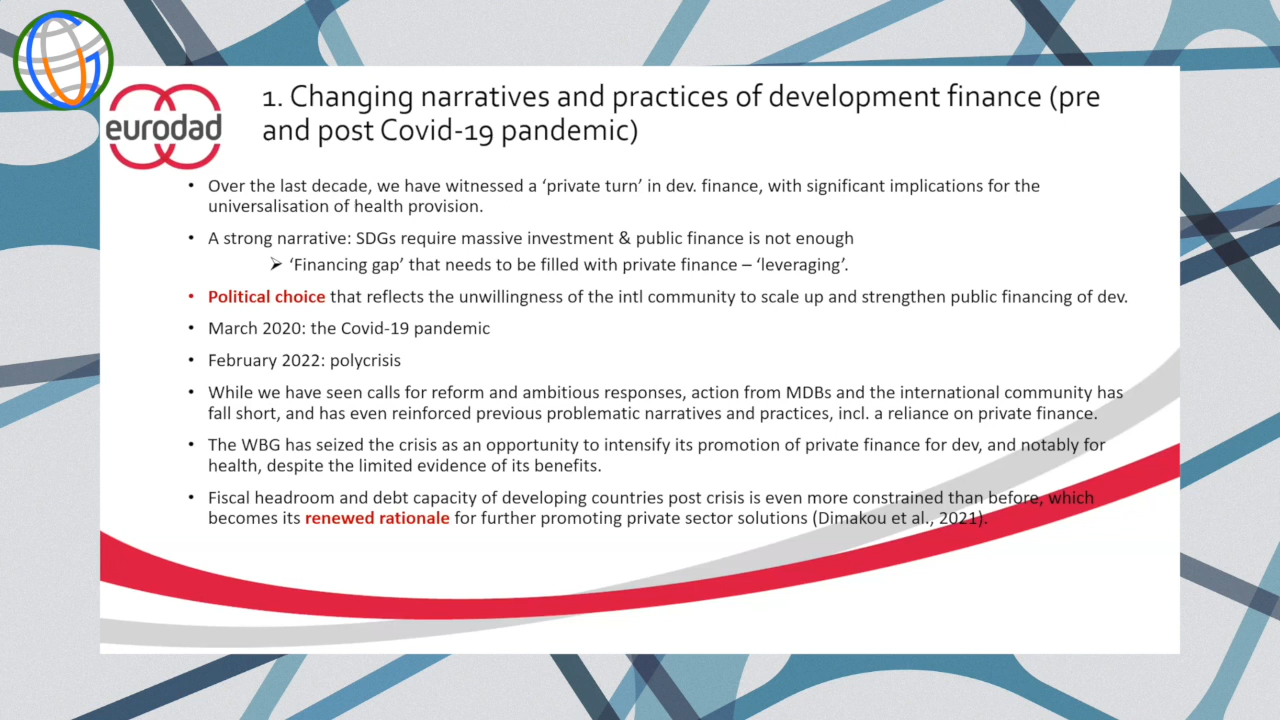 eurodad
1. Changing narratives and practices of development finance (pre
and post Covid-19 pandemic)
• Over the last decade, we have witnessed a ‘private turn’ in dev. finance, with significant implications for the
universalisation of health provision.
• A strong narrative: SDGs require massive investment & public finance is not enough
➢ ‘Financing gap’ that needs to be filled with private finance – ‘leveraging’.
• Political choice that reflects the unwillingness of the intl community to scale up and strengthen public financing of dev.
• March 2020: the Covid-19 pandemic
• February 2022: polycrisis
• While we have seen calls for reform and ambitious responses, action from MDBs and the international community has
fall short, and has even reinforced previous problematic narratives and practices, incl. a reliance on private finance.
• The WBG has seized the crisis as an opportunity to intensify its promotion of private finance for dev, and notably for
health, despite the limited evidence of its benefits.
• Fiscal headroom and debt capacity of developing countries post crisis is even more constrained than before, which
becomes its renewed rationale for further promoting private sector solutions (Dimakou et al., 2021).